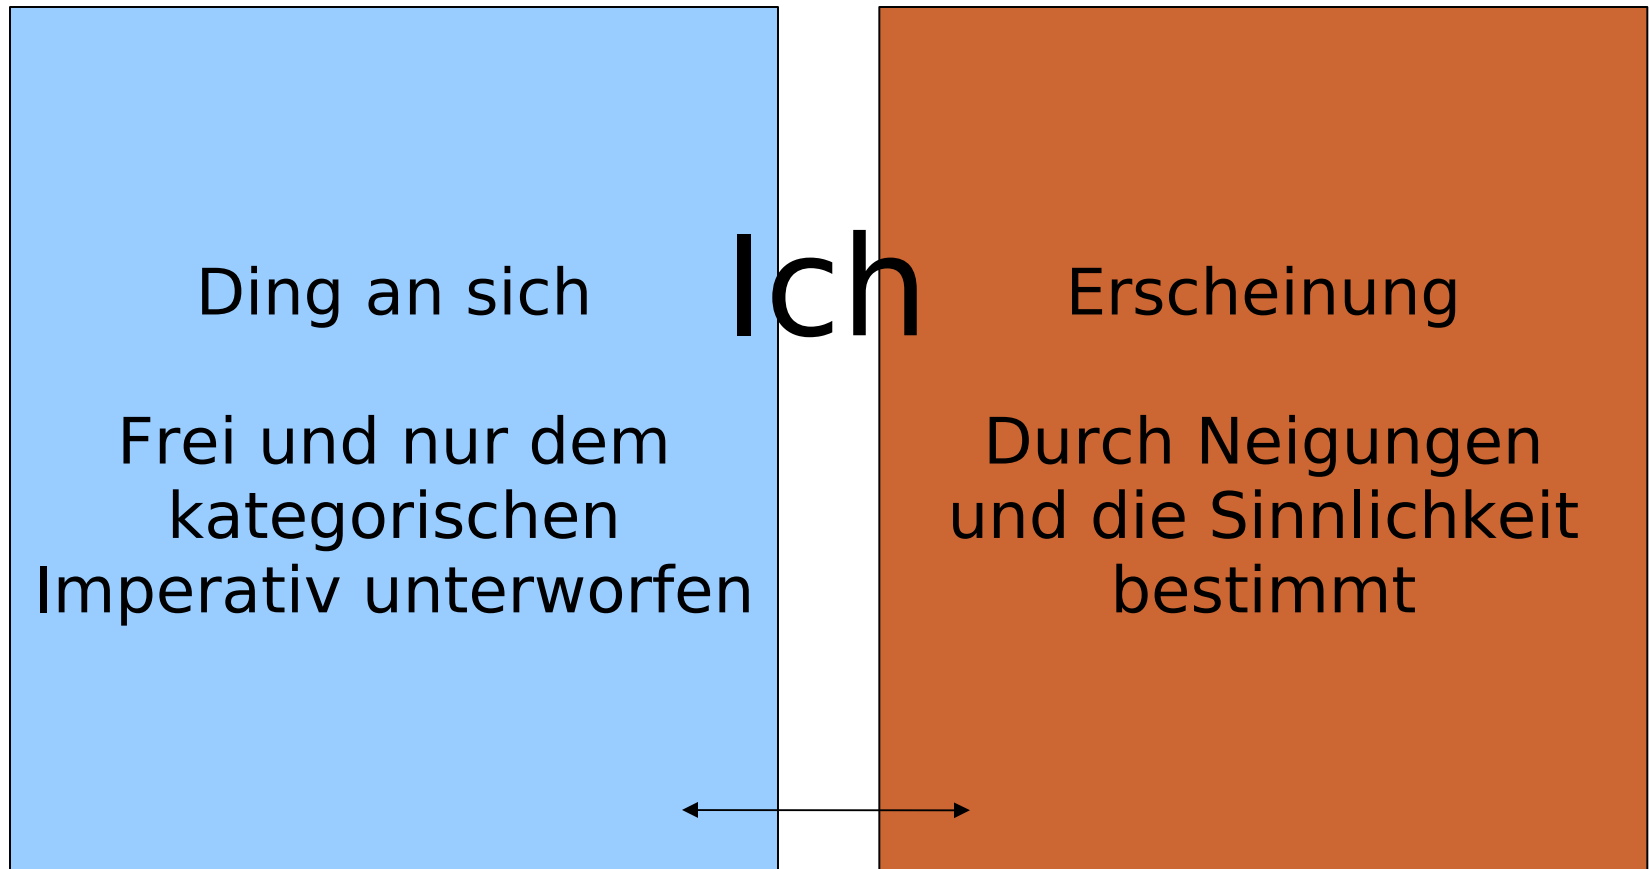 Ich
Ding an sich
Frei und nur dem
kategorischen
Imperativ unterworfen
Erscheinung
Durch Neigungen
und die Sinnlichkeit
bestimmt